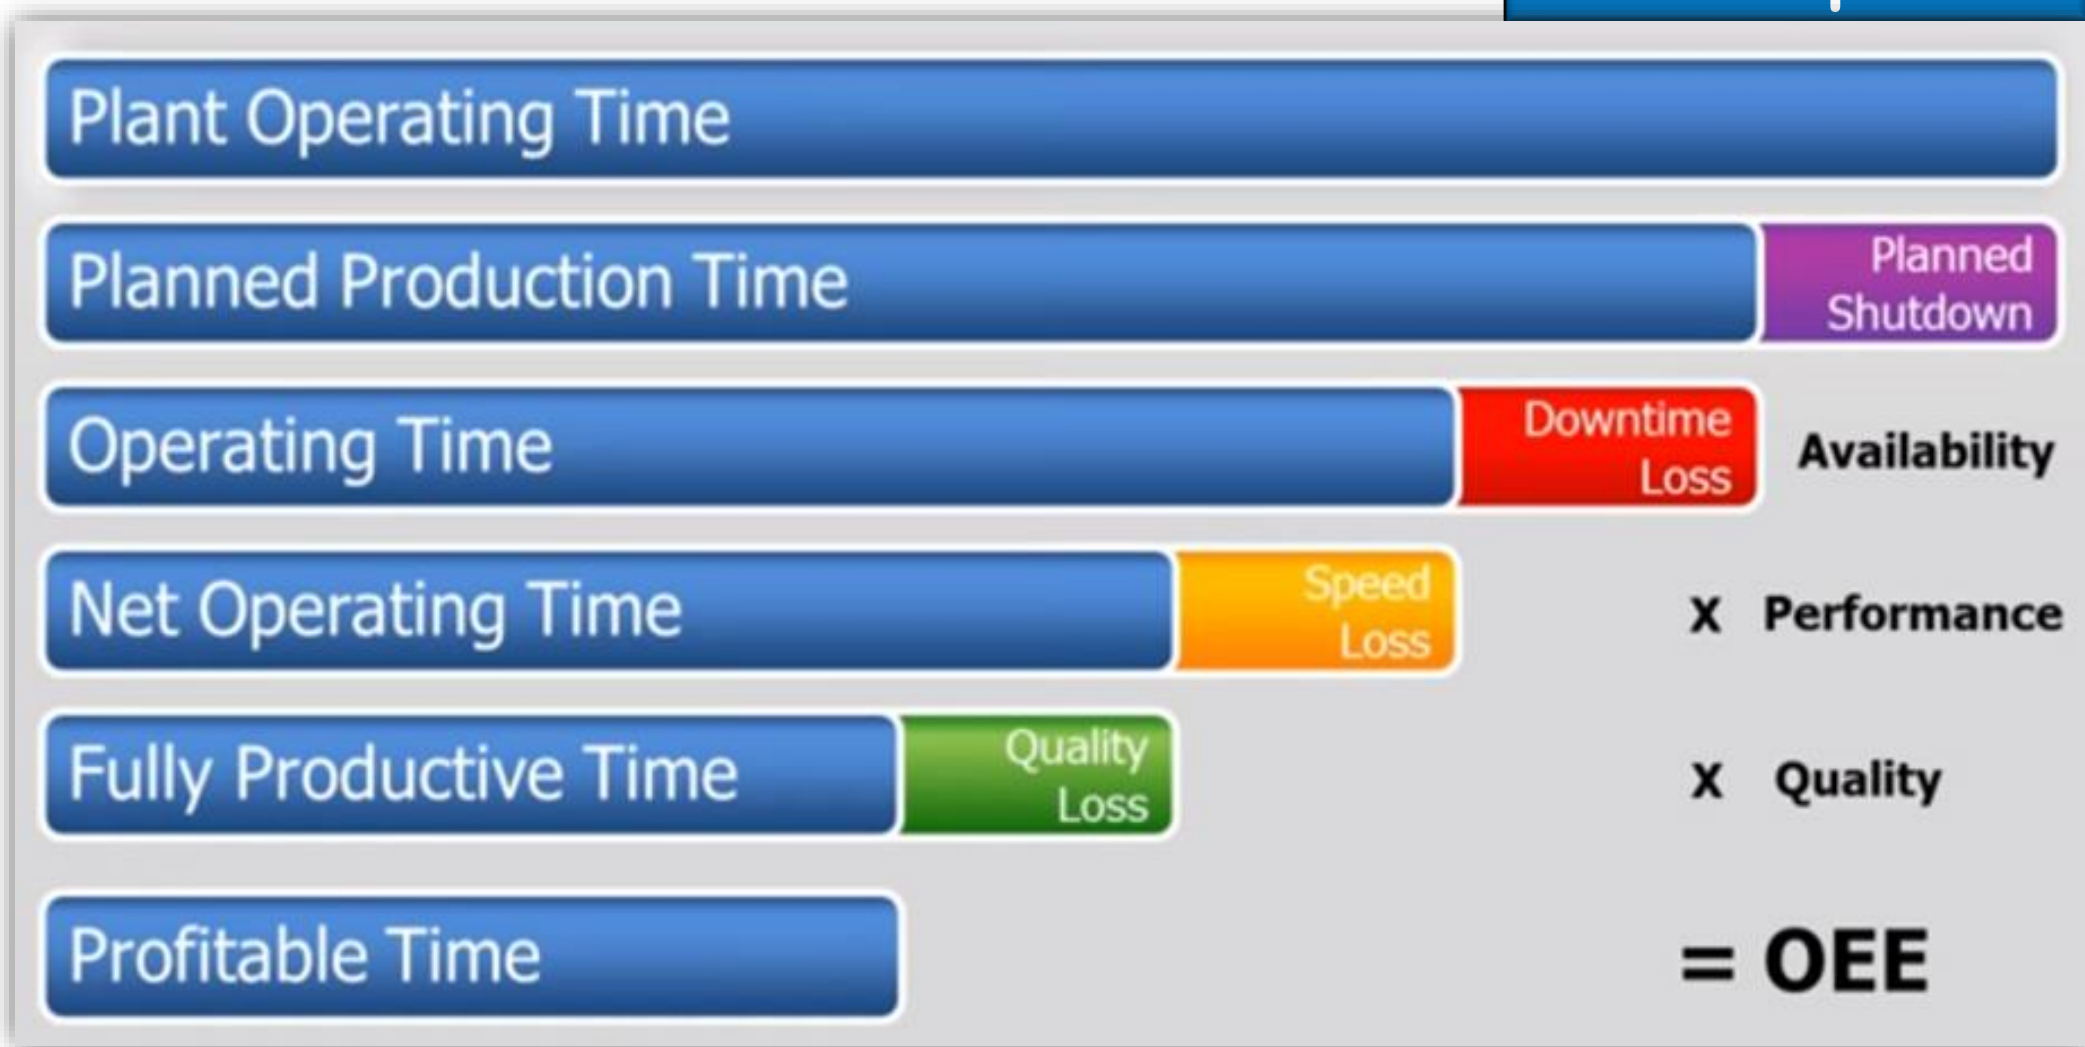 Plant Operating Time
Planned Production Time
Planned
Shutdown
Operating Time
Downtime
Loss
Availability
Net Operating Time
Speed
Loss
X Performance
Fully Productive Time
Quality
Loss
X Quality
Profitable Time
= OEE